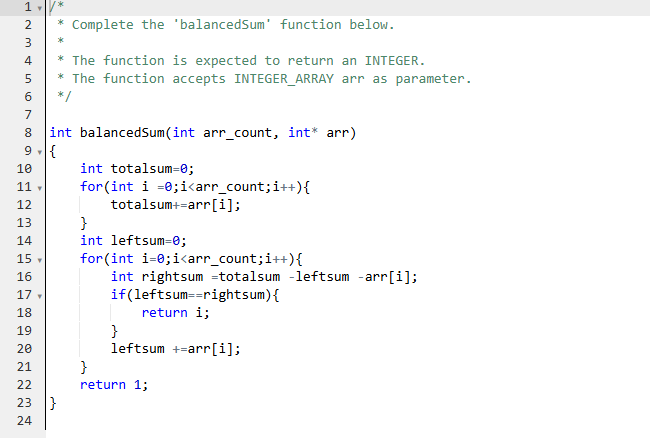 1 /*
2  * Complete the 'balancedSum' function below.
3  *
4  * The function is expected to return an INTEGER.
5  * The function accepts INTEGER_ARRAY arr as parameter.
6  */
7
8 int balancedSum(int arr_count, int* arr)
9 {
10     int totalsum=0;
11     for(int i =0;i<arr_count;i++){
12         totalsum+=arr[i];
13     }
14     int leftsum=0;
15     for(int i=0;i<arr_count;i++){
16         int rightsum =totalsum -leftsum -arr[i];
17         if(leftsum==rightsum){
18             return i;
19         }
20         leftsum +=arr[i];
21     }
22     return 1;
23 }
24